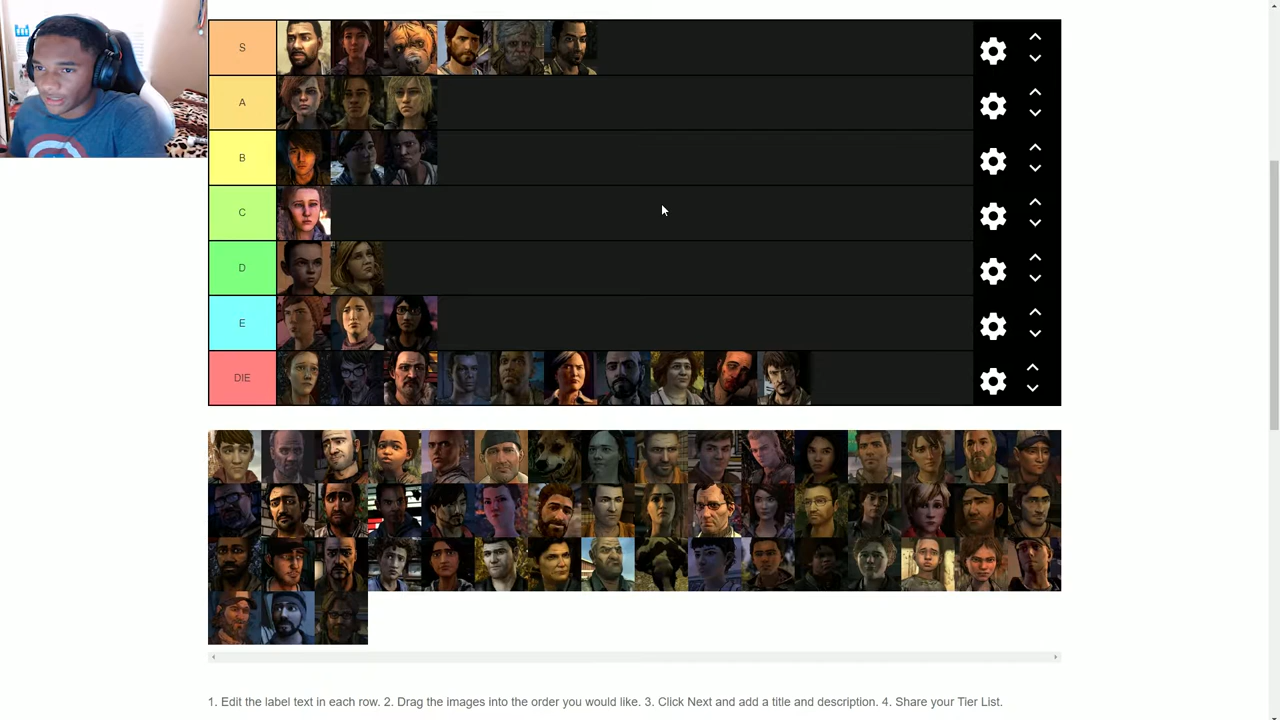 S
A
B
C
D
E
DIE
1. Edit the label text in each row. 2. Drag the images into the order you would like. 3. Click Next and add a title and description. 4. Share your Tier List.